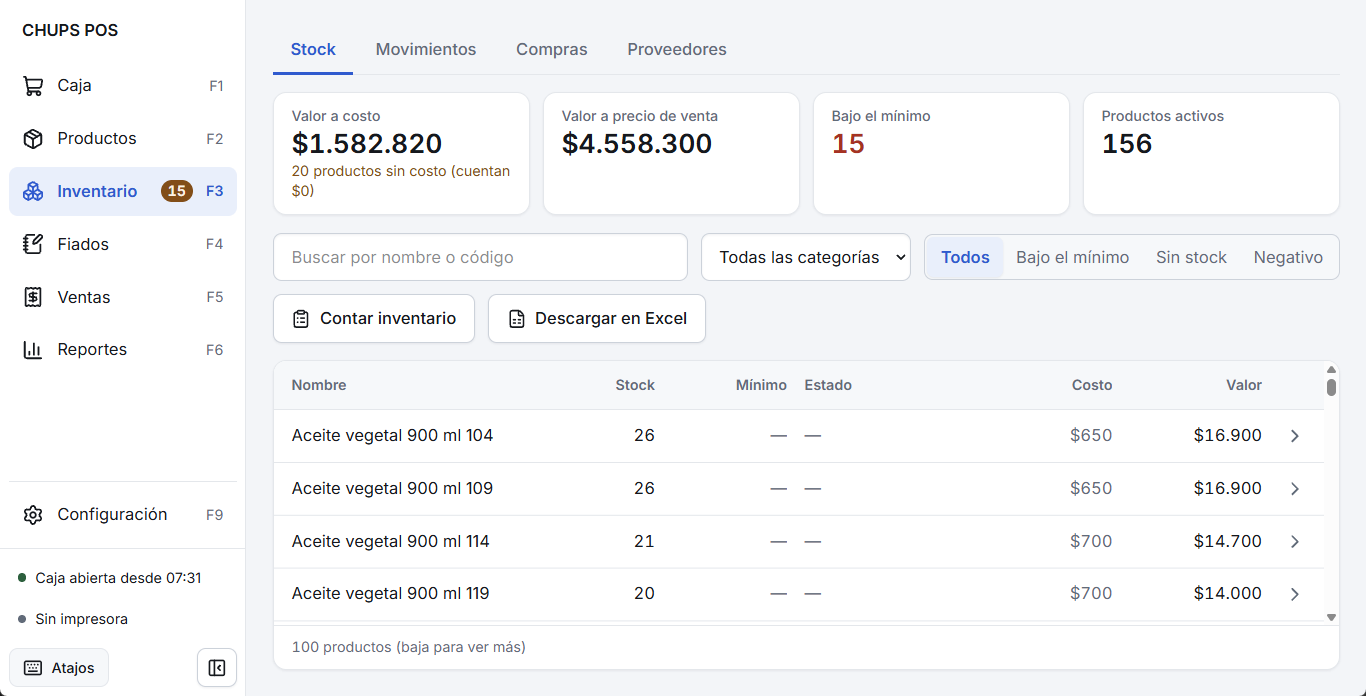 CHUPS POS
Caja F1
Productos F2
Inventario 15 F3
Fiados F4
Ventas F5
Reportes F6
Configuración F9
Caja abierta desde 07:31
Sin impresora
Atajos
Stock Movimientos Compras Proveedores
Valor a costo
$1.582.820
20 productos sin costo (cuentan
$0)
Valor a precio de venta
$4.558.300
Bajo el mínimo
15
Productos activos
156
Buscar por nombre o código
Todas las categorías
Todos Bajo el mínimo Sin stock Negativo
Contar inventario
Descargar en Excel
Nombre Stock Mínimo Estado Costo Valor
Aceite vegetal 900 ml 104 26 — — $650 $16.900
Aceite vegetal 900 ml 109 26 — — $650 $16.900
Aceite vegetal 900 ml 114 21 — — $700 $14.700
Aceite vegetal 900 ml 119 20 — — $700 $14.000
100 productos (baja para ver más)